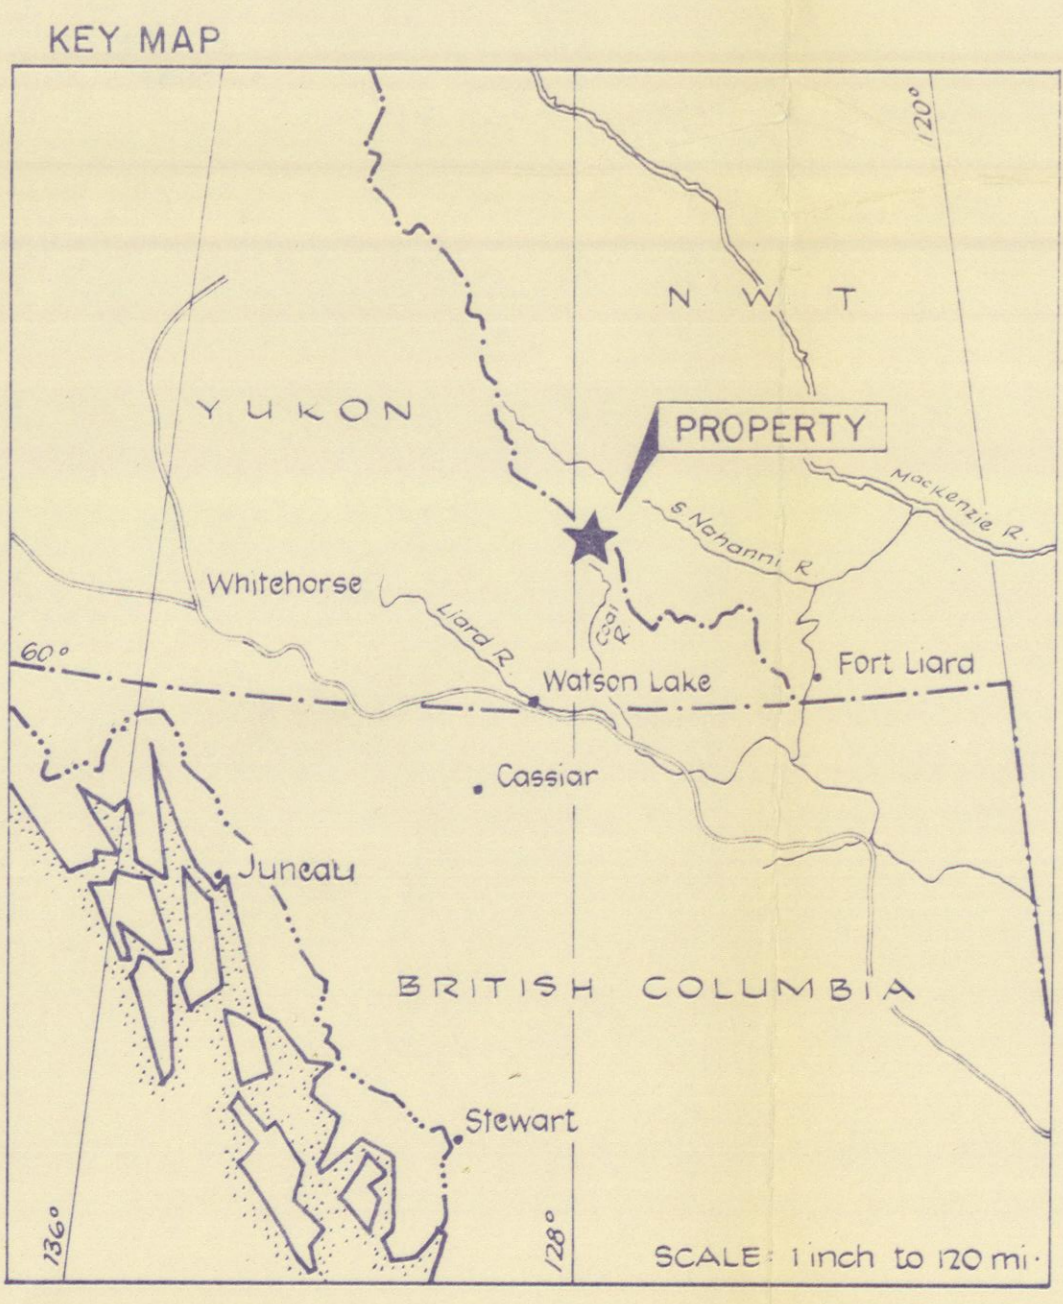 KEY MAP
120°
N W T
YUKON
PROPERTY
MacKenzie R.
S Nahanni R
Whitehorse
Liard R
Coal R
60°
Watson Lake
Fort Liard
Cassiar
Juneau
BRITISH COLUMBIA
Stewart
136°
128°
SCALE: 1 inch to 120 mi.